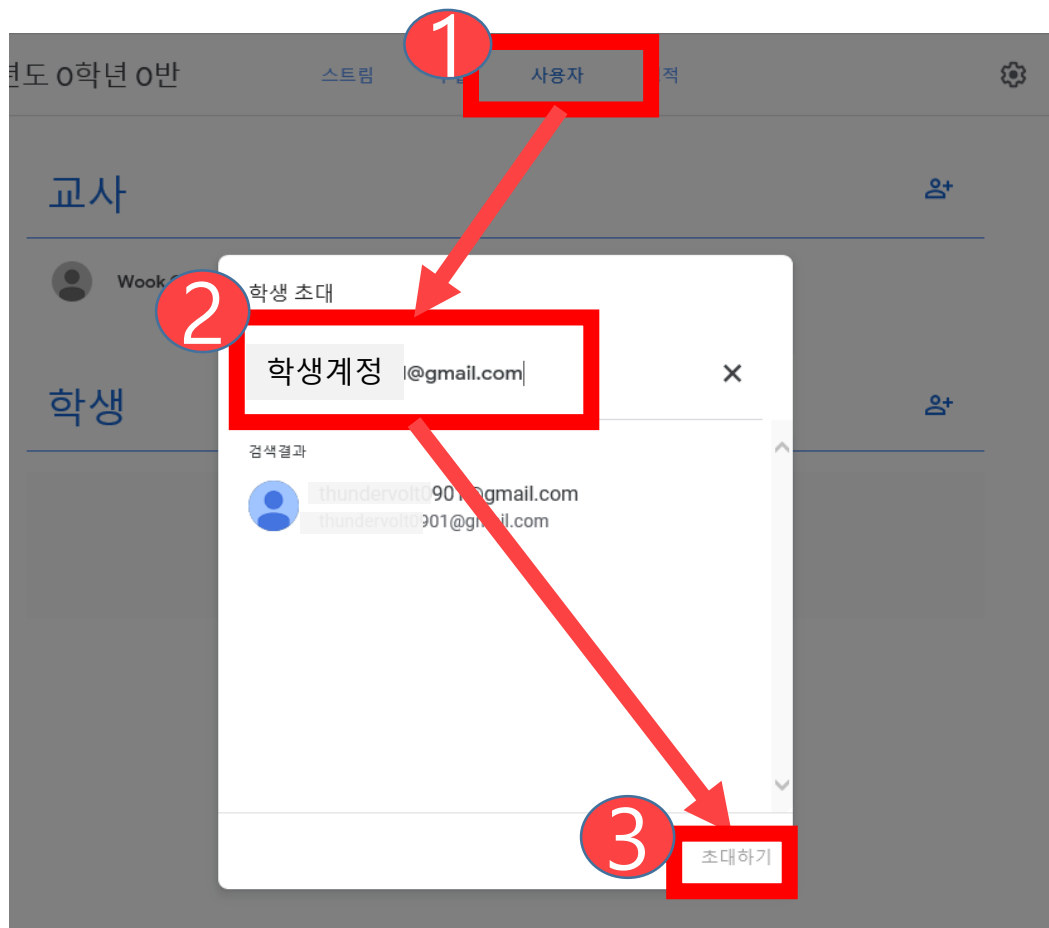 1
도 0학년 0반 스트림 사용자 적
교사
Wook
2
학생 초대
학생계정 @gmail.com
학생
검색결과
thundervolt0901@gmail.com
thundervolt0901@gmail.com
3
초대하기